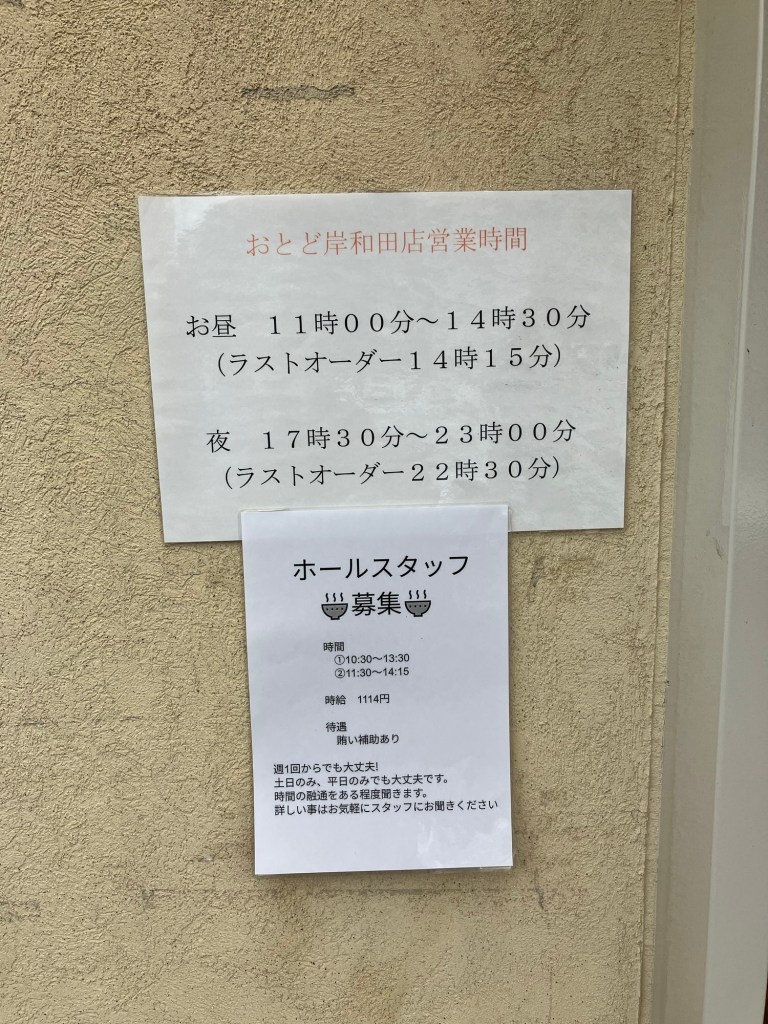 おとど岸和田店営業時間
お昼　１１時００分～１４時３０分
（ラストオーダー１４時１５分）
夜　１７時３０分～２３時００分
（ラストオーダー２２時３０分）
ホールスタッフ
募集
時間
①10:30～13:30
②11:30～14:15
時給　1114円
待遇
賄い補助あり
週1回からでも大丈夫!
土日のみ、平日のみでも大丈夫です。
時間の融通をある程度聞きます。
詳しい事はお気軽にスタッフにお聞きください